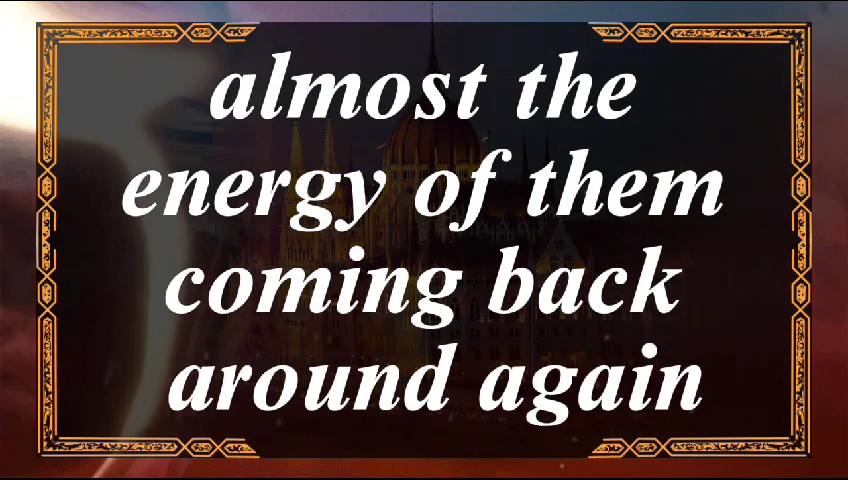 almost the
energy of them
coming back
around again